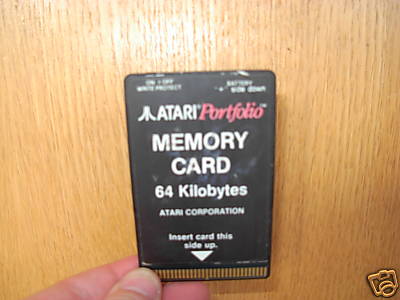 ON ◊ OFF BATTERY
WRITE PROTECT "+" side down
ATARI Portfolio™
MEMORY
CARD
64 Kilobytes
ATARI CORPORATION
Insert card this
side up.